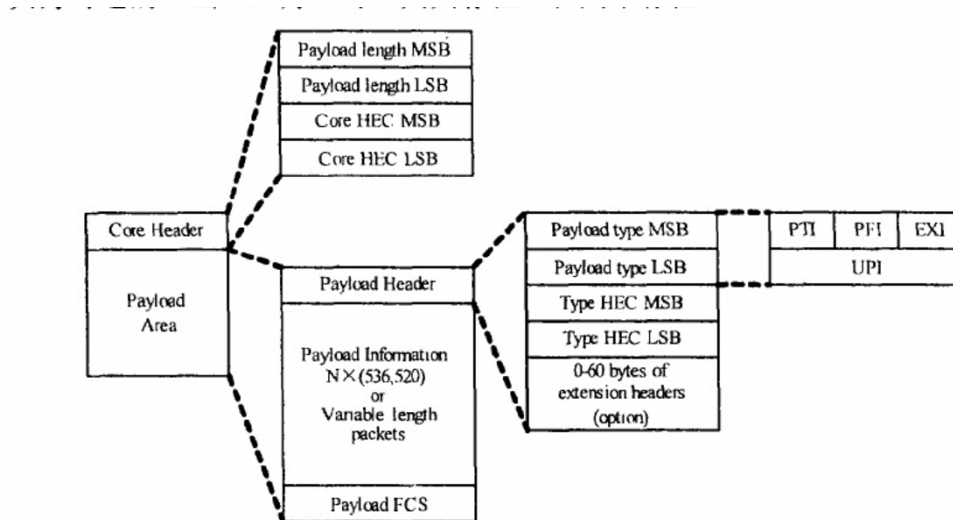 Payload length MSB
Payload length LSB
Core HEC MSB
Core HEC LSB
Core Header
Payload
Area
Payload Header
Payload Information
N×(536,520)
or
Variable length
packets
Payload FCS
Payload type MSB
Payload type LSB
Type HEC MSB
Type HEC LSB
0-60 bytes of
extension headers
(option)
PTI PFI EXI
UPI